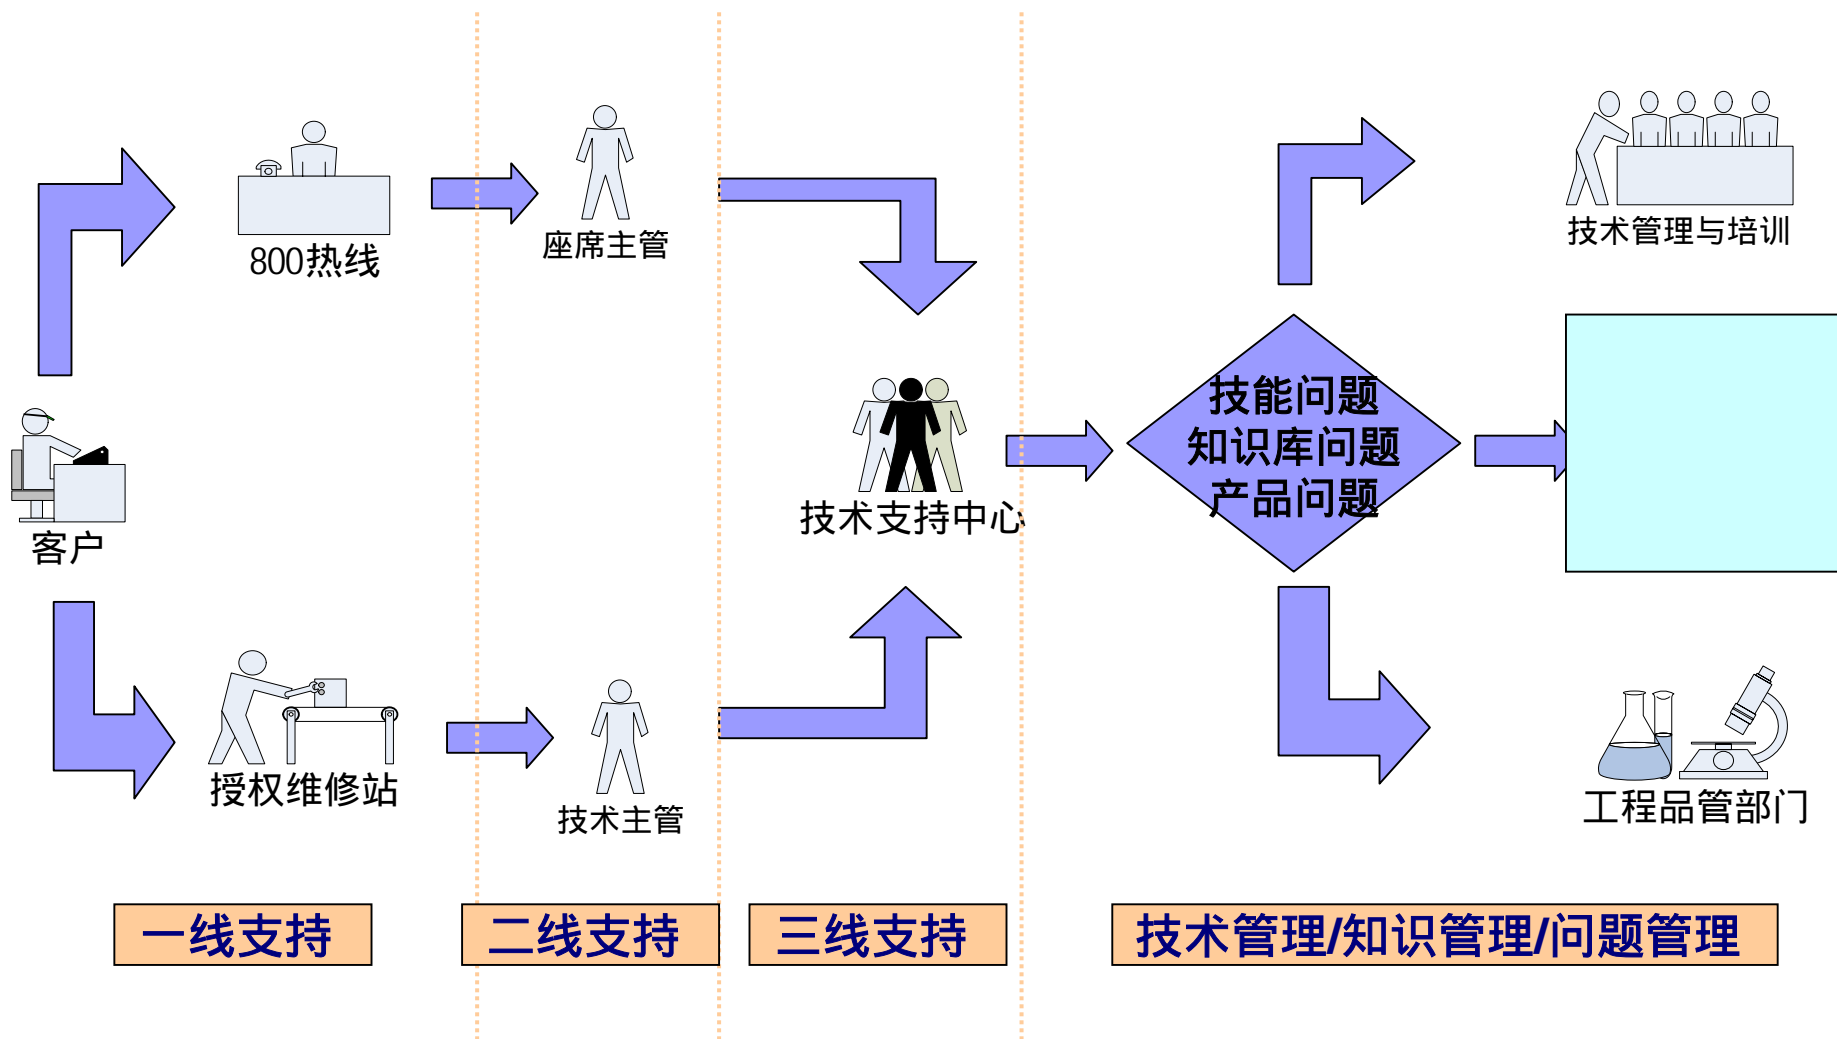 技术管理与培训
座席主管
800热线
技能问题
知识库问题
产品问题
技术支持中心
客户
授权维修站
技术主管
工程品管部门
一线支持
二线支持
三线支持
技术管理/知识管理/问题管理